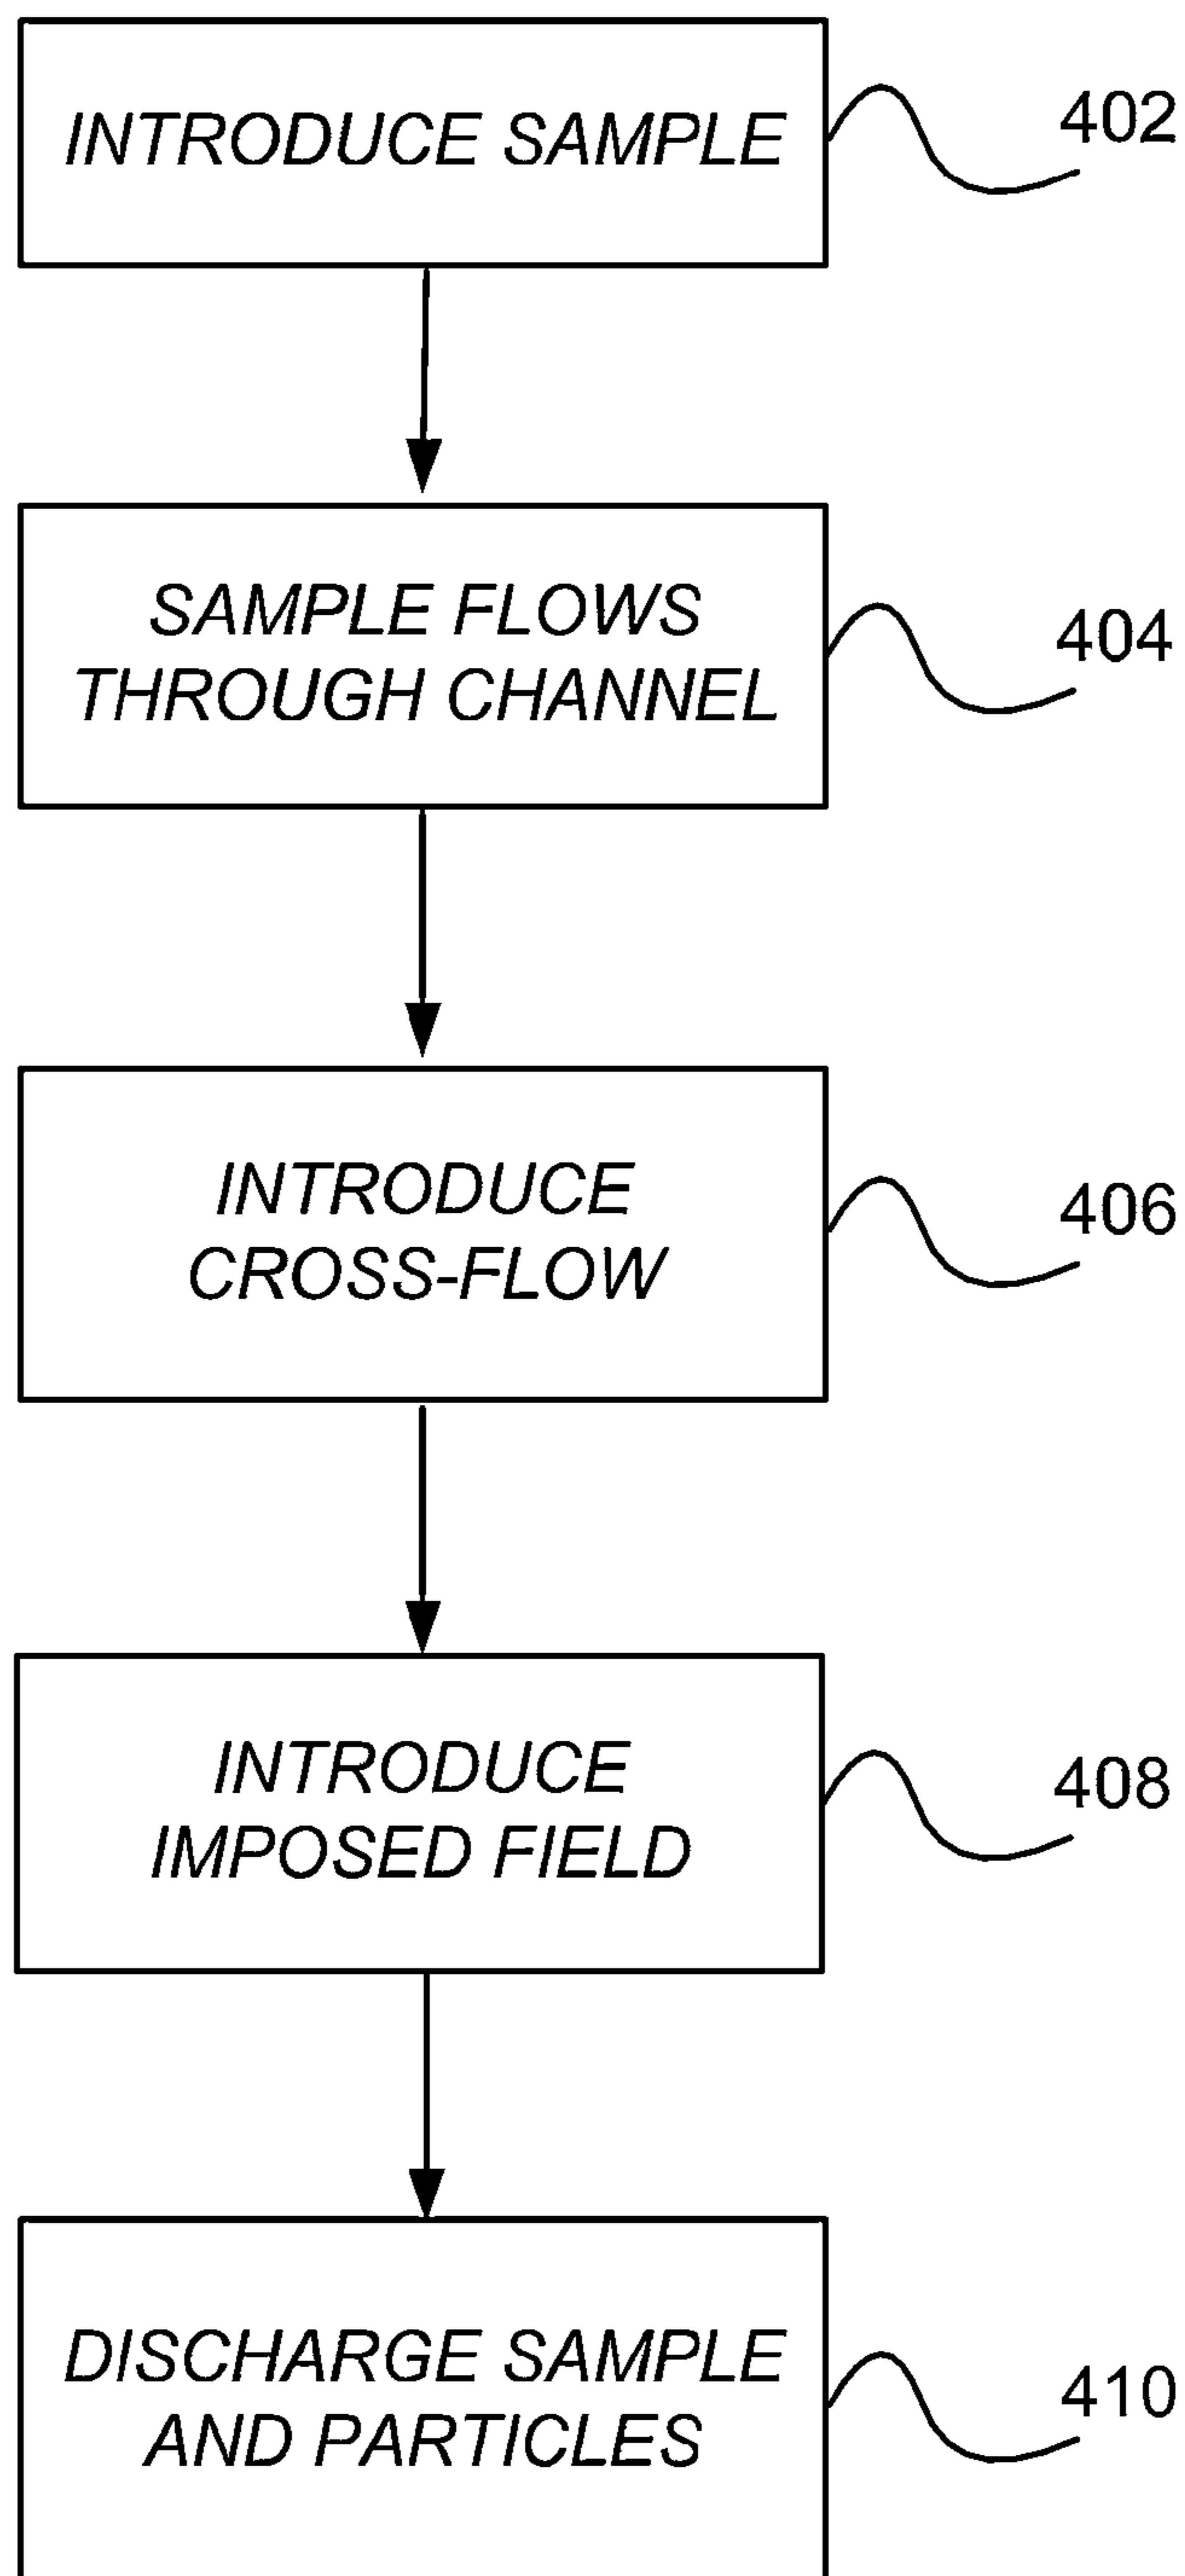 INTRODUCE SAMPLE
402
SAMPLE FLOWS
THROUGH CHANNEL
404
INTRODUCE
CROSS-FLOW
406
INTRODUCE
IMPOSED FIELD
408
DISCHARGE SAMPLE
AND PARTICLES
410